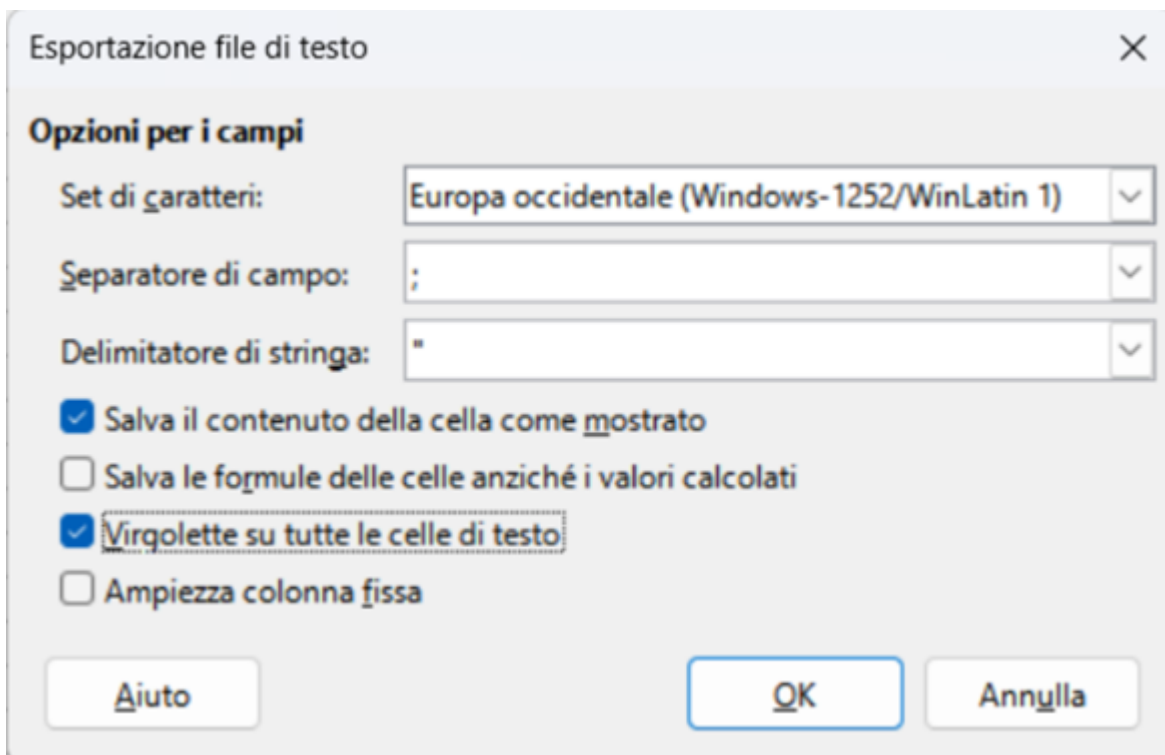 Esportazione file di testo
Opzioni per i campi
Set di caratteri: Europa occidentale (Windows-1252/WinLatin 1)
Separatore di campo: ;
Delimitatore di stringa: "
Salva il contenuto della cella come mostrato
Salva le formule delle celle anziché i valori calcolati
Virgolette su tutte le celle di testo
Ampiezza colonna fissa
Aiuto OK Annulla